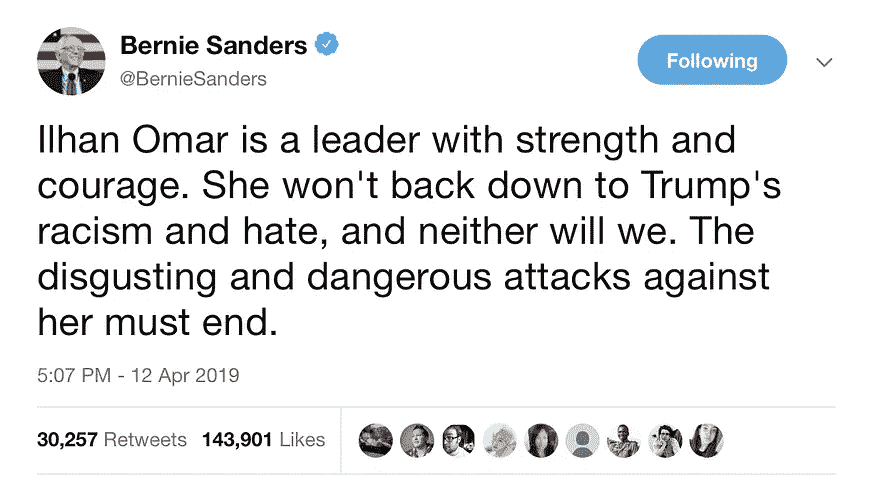 Bernie Sanders
@BernieSanders
Following
Ilhan Omar is a leader with strength and
courage. She won't back down to Trump's
racism and hate, and neither will we. The
disgusting and dangerous attacks against
her must end.
5:07 PM - 12 Apr 2019
30,257 Retweets 143,901 Likes